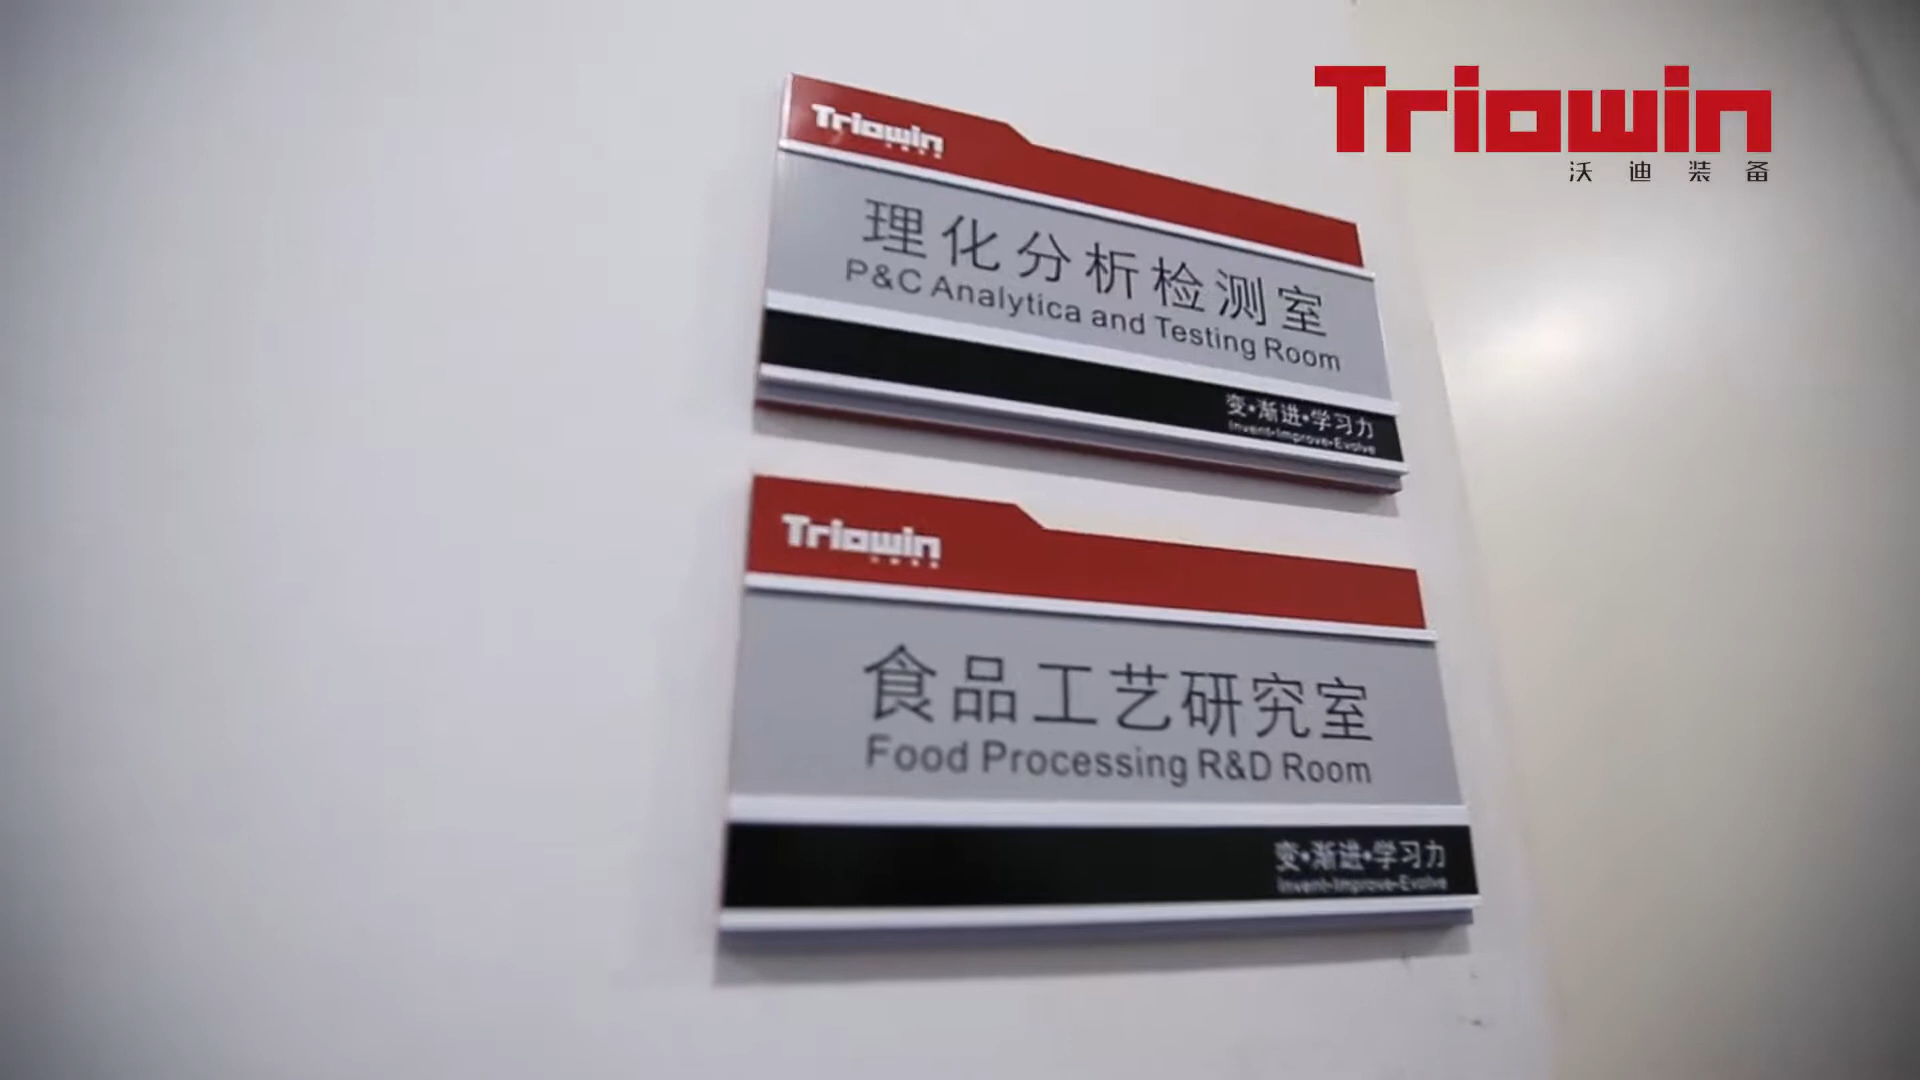 Triowin
沃迪装备
Triowin
理化分析检测室
P&C Analytica and Testing Room
变•渐进•学习力
Invent•Improve•Evolve
Triowin
食品工艺研究室
Food Processing R&D Room
变•渐进•学习力
Invent•Improve•Evolve